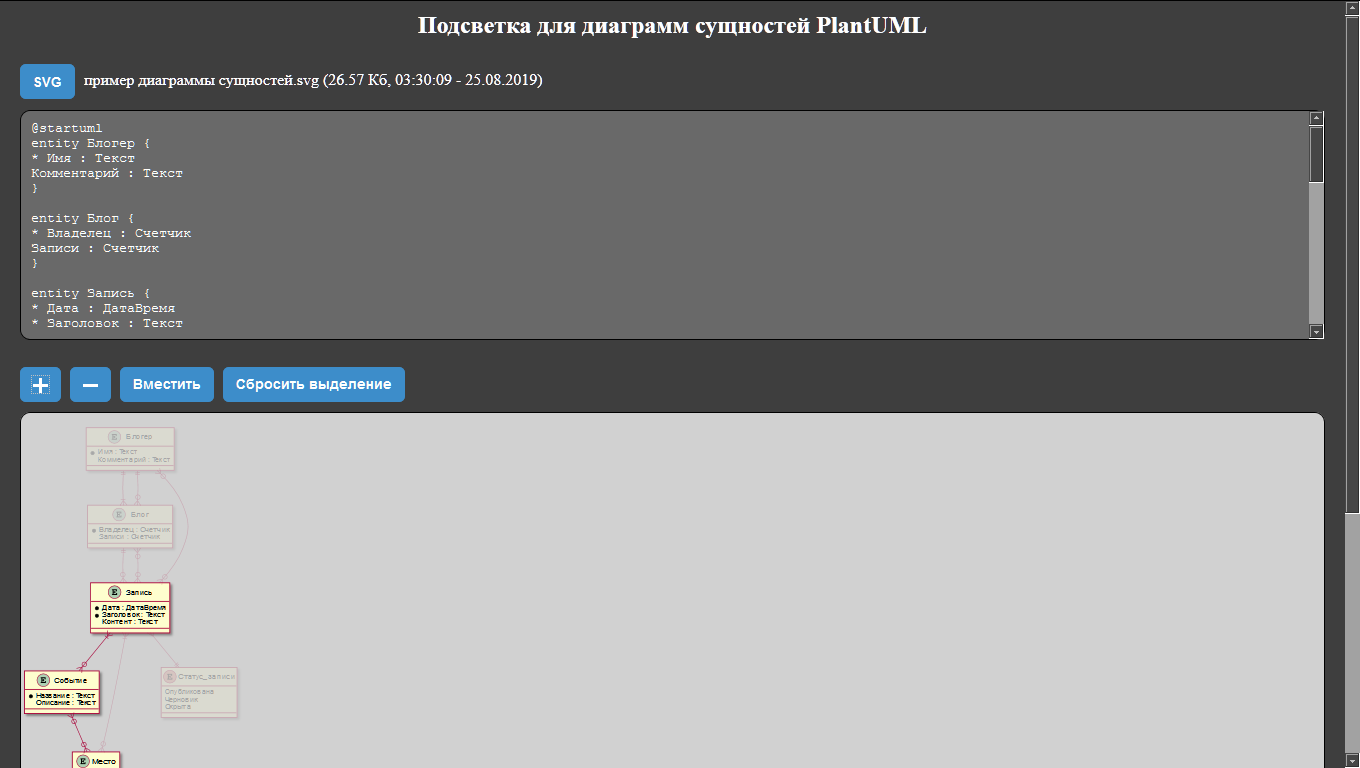 Подсветка для диаграмм сущностей PlantUML
SVG пример диаграммы сущностей.svg (26.57 Кб, 03:30:09 - 25.08.2019)
@startuml
entity Блогер {
* Имя : Текст
Комментарий : Текст
}
entity Блог {
* Владелец : Счетчик
Записи : Счетчик
}
entity Запись {
* Дата : ДатаВремя
* Заголовок : Текст
+ − Вместить Сбросить выделение
E Блогер
Имя : Текст
Комментарий : Текст
E Блог
Владелец : Счетчик
Записи : Счетчик
E Запись
Дата : ДатаВремя
Заголовок : Текст
Контент : Текст
E Событие
Название : Текст
Описание : Текст
E Статус_записи
Опубликована
Черновик
Скрыта
E Место